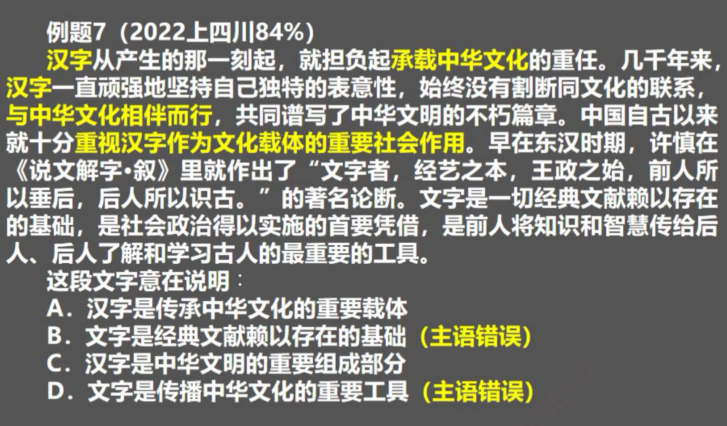 例题7（2022上四川84%）
汉字从产生的那一刻起，就担负起承载中华文化的重任。几千年来，
汉字一直顽强地坚持自己独特的表意性，始终没有割断同文化的联系，
与中华文化相伴而行，共同谱写了中华文明的不朽篇章。中国自古以来
就十分重视汉字作为文化载体的重要社会作用。早在东汉时期，许慎在
《说文解字•叙》里就作出了“文字者，经艺之本，王政之始，前人所
以垂后，后人所以识古。”的著名论断。文字是一切经典文献赖以存在
的基础，是社会政治得以实施的首要凭借，是前人将知识和智慧传给后
人、后人了解和学习古人的最重要的工具。
这段文字意在说明：
A．汉字是传承中华文化的重要载体
B．文字是经典文献赖以存在的基础（主语错误）
C．汉字是中华文明的重要组成部分
D．文字是传播中华文化的重要工具（主语错误）